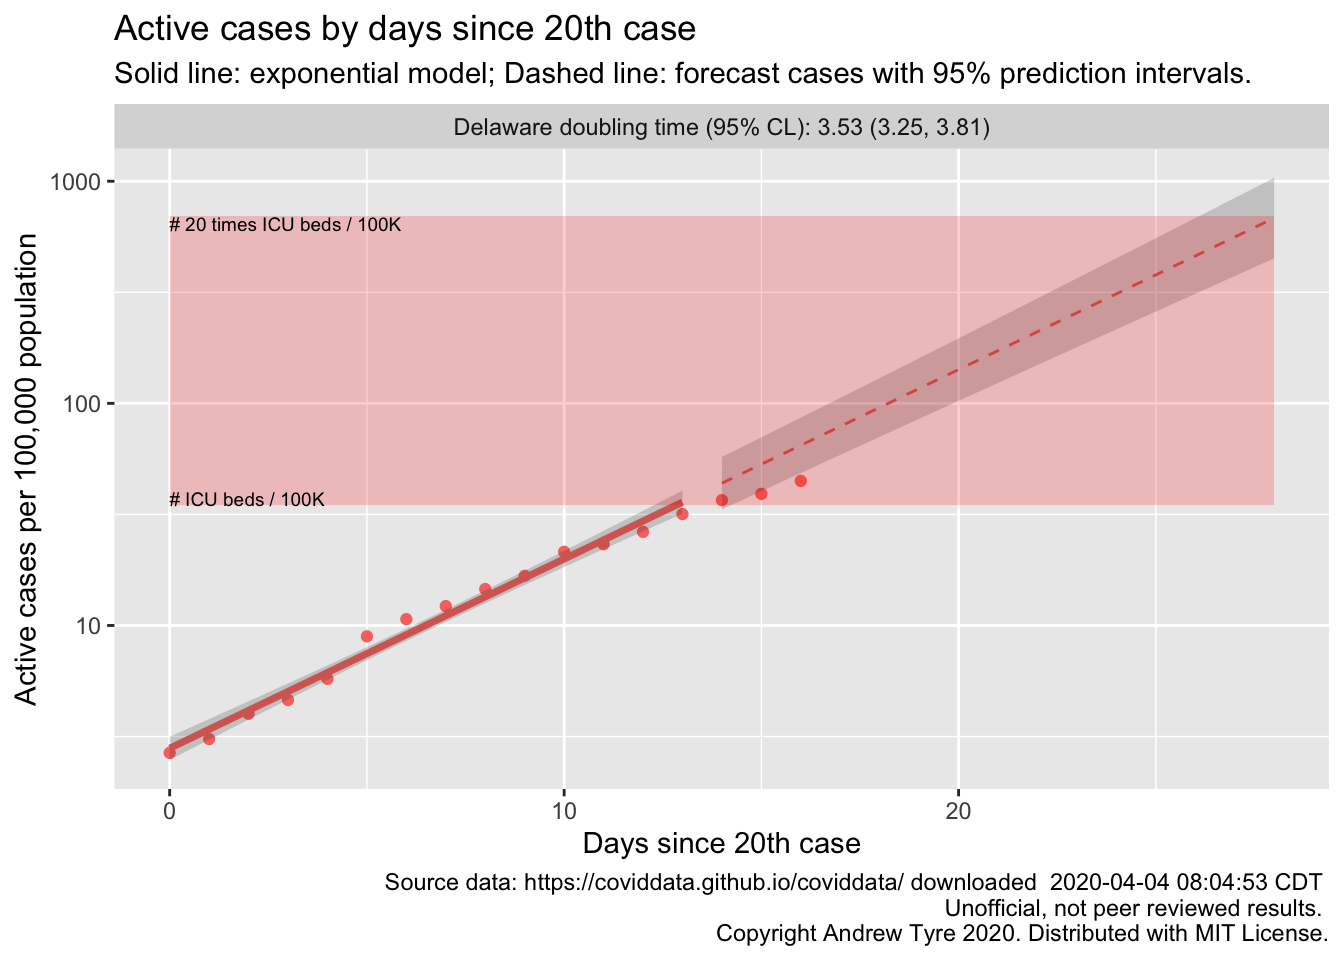 Active cases by days since 20th case
Solid line: exponential model; Dashed line: forecast cases with 95% prediction intervals.
Delaware doubling time (95% CL): 3.53 (3.25, 3.81)
Active cases per 100,000 population
1000
100
10
# 20 times ICU beds / 100K
# ICU beds / 100K
0
10
20
Days since 20th case
Source data: https://coviddata.github.io/coviddata/ downloaded  2020-04-04 08:04:53 CDT
Unofficial, not peer reviewed results.
Copyright Andrew Tyre 2020. Distributed with MIT License.